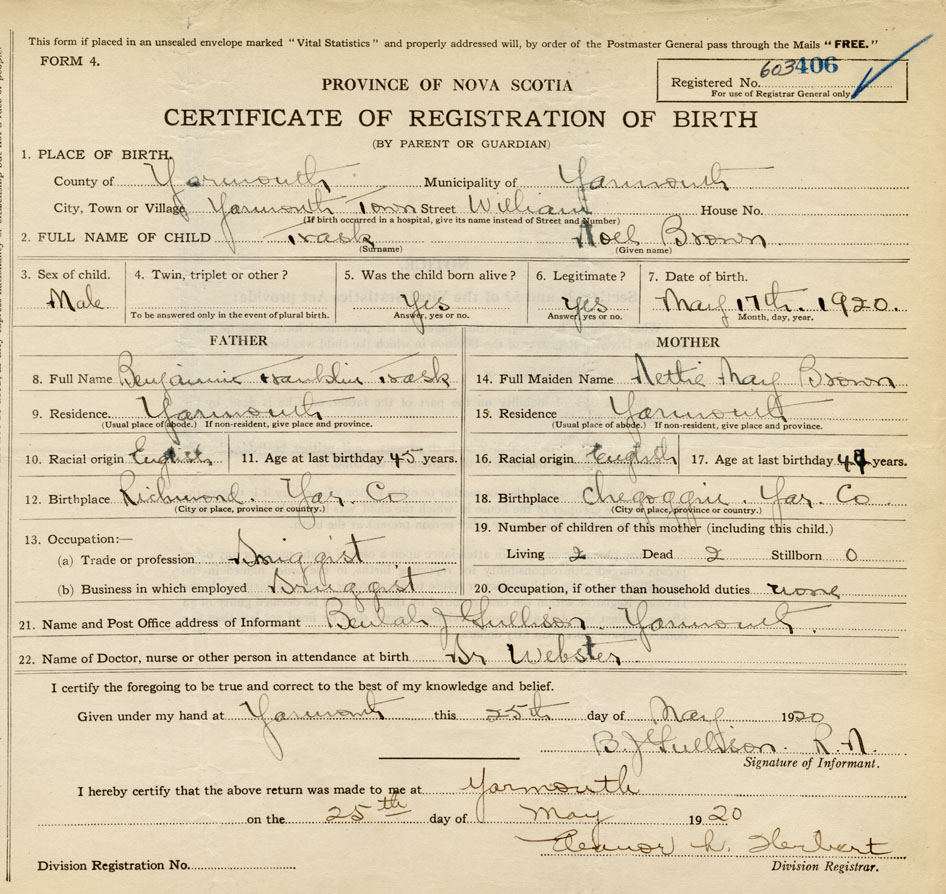 This form if placed in an unsealed envelope marked "Vital Statistics" and properly addressed will, by order of the Postmaster General pass through the Mails "FREE."
FORM 4.
Registered No. 603406
For use of Registrar General only
PROVINCE OF NOVA SCOTIA
CERTIFICATE OF REGISTRATION OF BIRTH
(BY PARENT OR GUARDIAN)
1. PLACE OF BIRTH.
County of Yarmouth Municipality of Yarmouth
City, Town or Village Yarmouth Town Street William House No.
(If birth occurred in a hospital, give its name instead of Street and Number)
2. FULL NAME OF CHILD Trask Noel Brown
(Surname) (Given name)
3. Sex of child. 4. Twin, triplet or other? 5. Was the child born alive? 6. Legitimate? 7. Date of birth.
Male Yes yes May 17th. 1920.
To be answered only in the event of plural birth. Answer, yes or no. Answer, yes or no. Month, day, year.
FATHER MOTHER
8. Full Name Benjamin Franklin Trask 14. Full Maiden Name Nettie May Brown
9. Residence. Yarmouth 15. Residence Yarmouth
(Usual place of abode.) If non-resident, give place and province. (Usual place of abode.) If non-resident, give place and province.
10. Racial origin English 11. Age at last birthday 45 years. 16. Racial origin English 17. Age at last birthday years.
12. Birthplace Richmond. Yar. Co 18. Birthplace Chegoggin. Yar. Co
(City or place, province or country.) (City or place, province or country.)
19. Number of children of this mother (including this child.)
13. Occupation:—
(a) Trade or profession Druggist Living 2 Dead 2 Stillborn 0
(b) Business in which employed Druggist 20. Occupation, if other than household duties none
21. Name and Post Office address of Informant Beulah J Gullison. Yarmouth.
22. Name of Doctor, nurse or other person in attendance at birth Dr Webster
I certify the foregoing to be true and correct to the best of my knowledge and belief.
Given under my hand at Yarmouth this 25th day of May 1920
B. J Gullison. R. N.
Signature of Informant.
I hereby certify that the above return was made to me at Yarmouth
on the 25th day of May 1920
Eleanor L. Herbert
Division Registration No. Division Registrar.